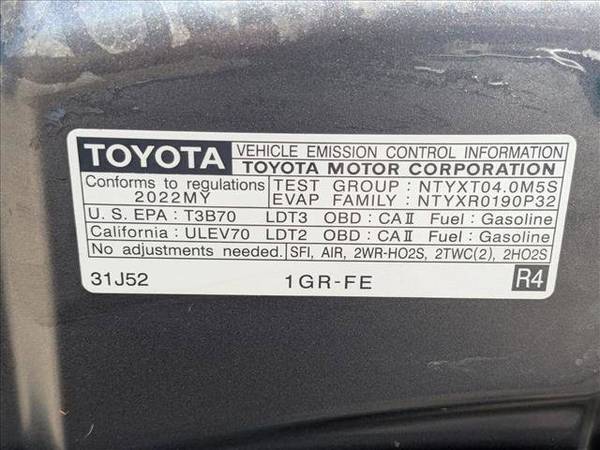 TOYOTA VEHICLE EMISSION CONTROL INFORMATION
TOYOTA MOTOR CORPORATION
Conforms to regulations
2022MY
TEST GROUP : NTYXT04.0M5S
EVAP FAMILY : NTYXR0190P32
U. S. EPA : T3B70 LDT3 OBD : CAⅡ Fuel : Gasoline
California : ULEV70 LDT2 OBD : CAⅡ Fuel : Gasoline
No adjustments needed. SFI, AIR, 2WR-HO2S, 2TWC(2), 2HO2S
31J52 1GR-FE R4